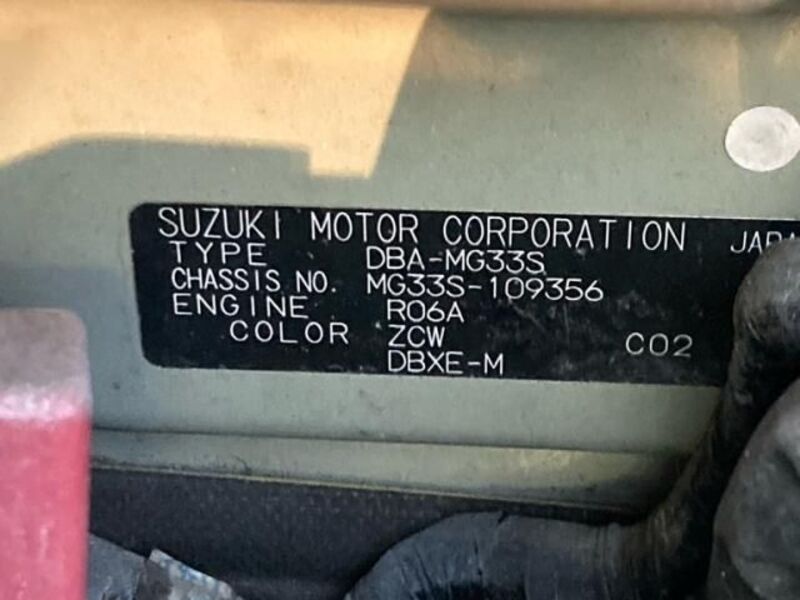 SUZUKI MOTOR CORPORATION
TYPE DBA-MG33S
CHASSIS NO. MG33S-109356
ENGINE R06A
COLOR ZCW C02
DBXE-M